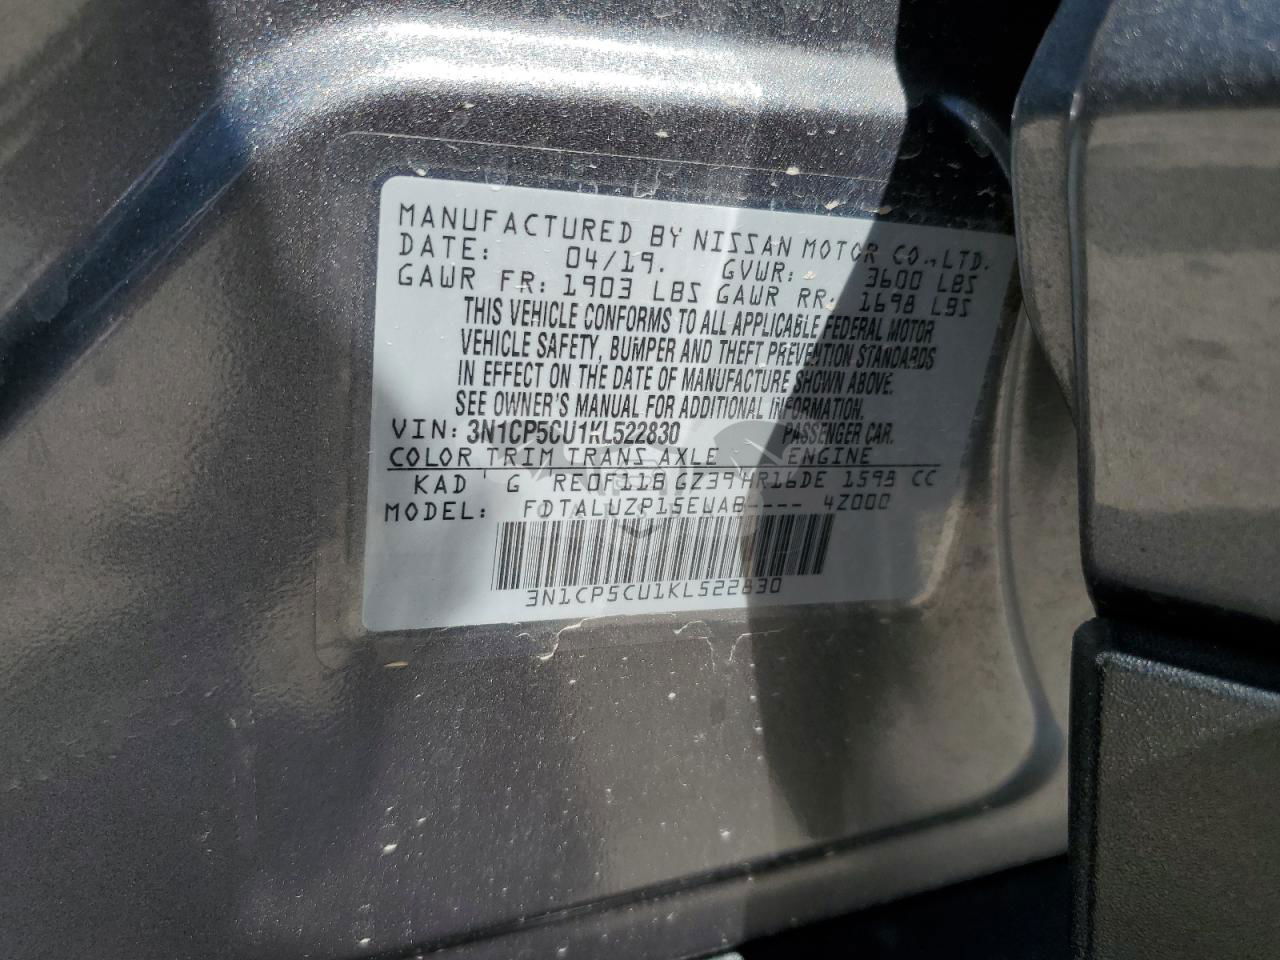 MANUFACTURED BY NISSAN MOTOR CO., LTD.
DATE: 04/19. GVWR: 3600 LBS
GAWR FR: 1903 LBS GAWR RR: 1698 LBS
THIS VEHICLE CONFORMS TO ALL APPLICABLE FEDERAL MOTOR
VEHICLE SAFETY, BUMPER AND THEFT PREVENTION STANDARDS
IN EFFECT ON THE DATE OF MANUFACTURE SHOWN ABOVE.
SEE OWNER'S MANUAL FOR ADDITIONAL INFORMATION.
VIN: 3N1CP5CU1KL522830 PASSENGER CAR.
COLOR TRIM TRANS AXLE ENGINE
KAD G RE0F11B GZ39 HR16DE 1598 CC
MODEL: FDTALUZP15EUAB---- 4Z000
3N1CP5CU1KL522830